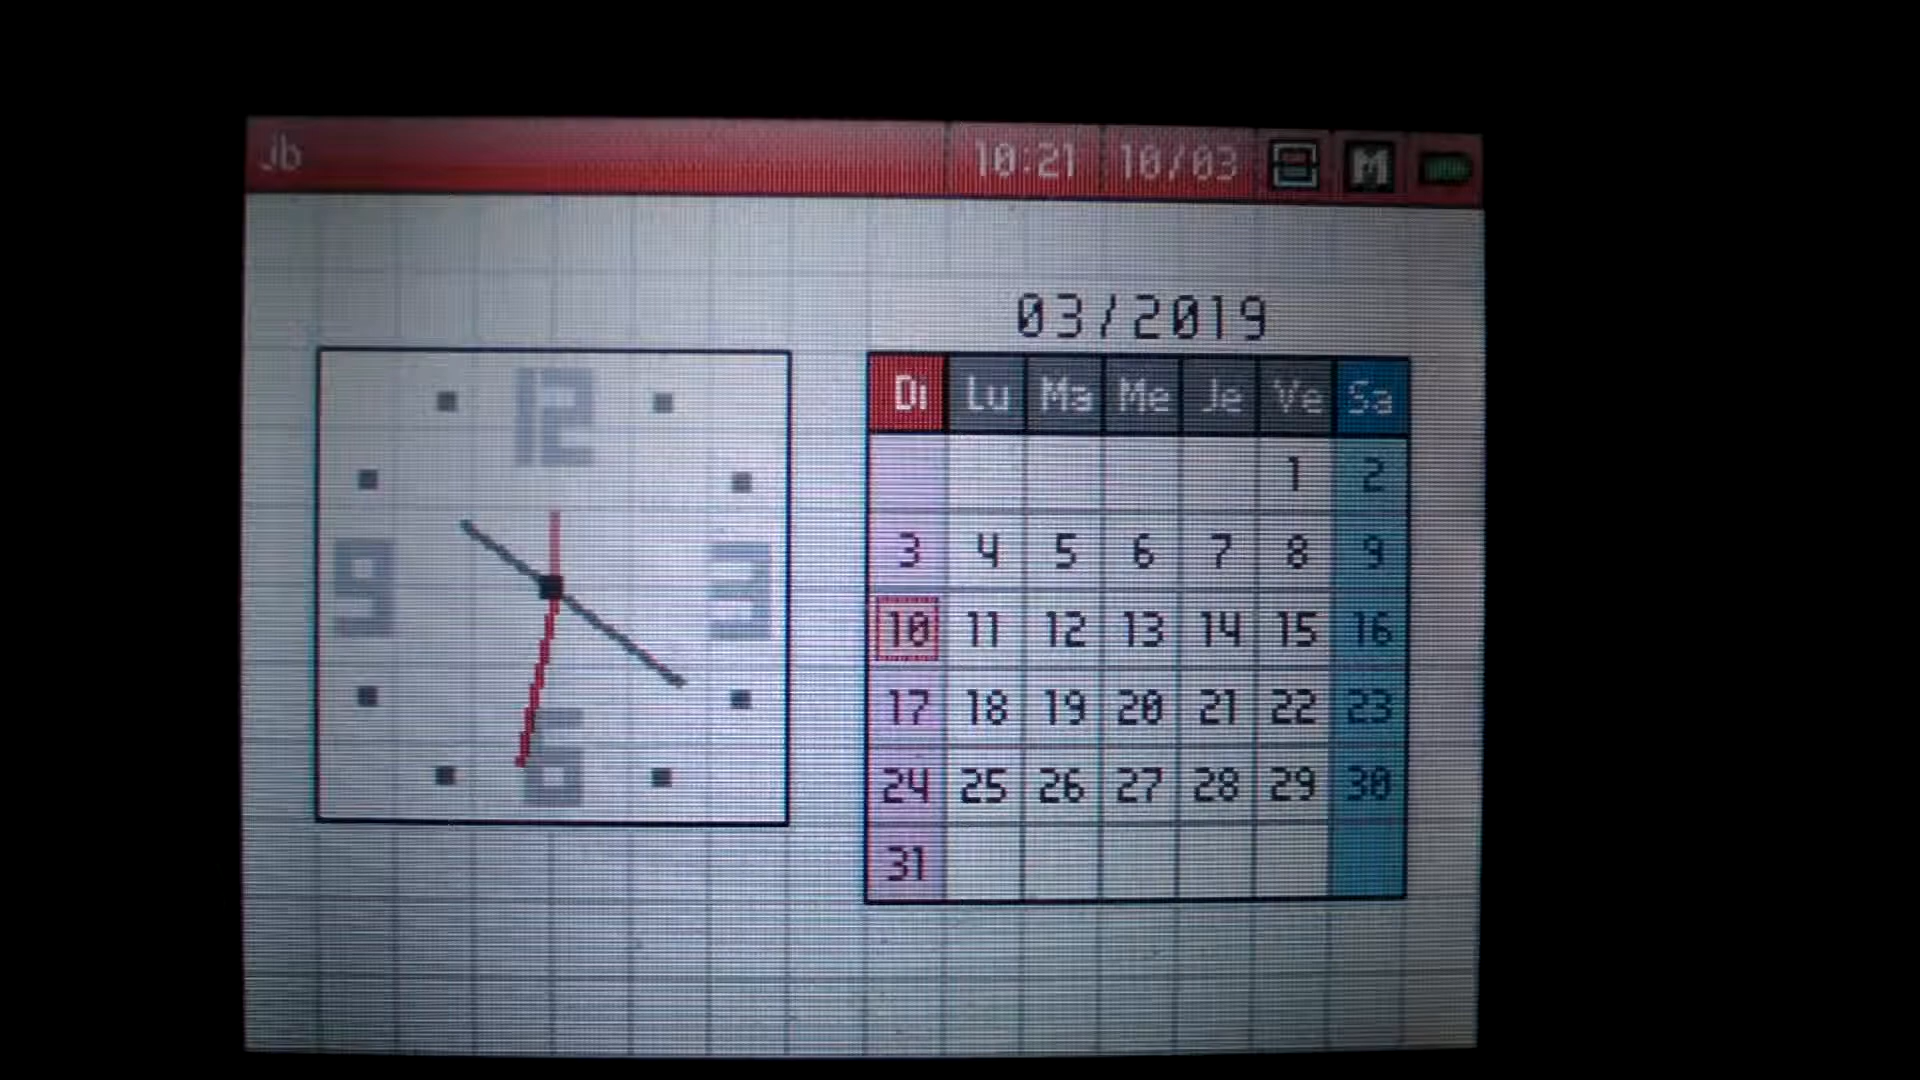 Jb 10:21 10/03 M
03/2019
12
9 3
6
Di Lu Ma Me Je Ve Sa
1 2
3 4 5 6 7 8 9
10 11 12 13 14 15 16
17 18 19 20 21 22 23
24 25 26 27 28 29 30
31